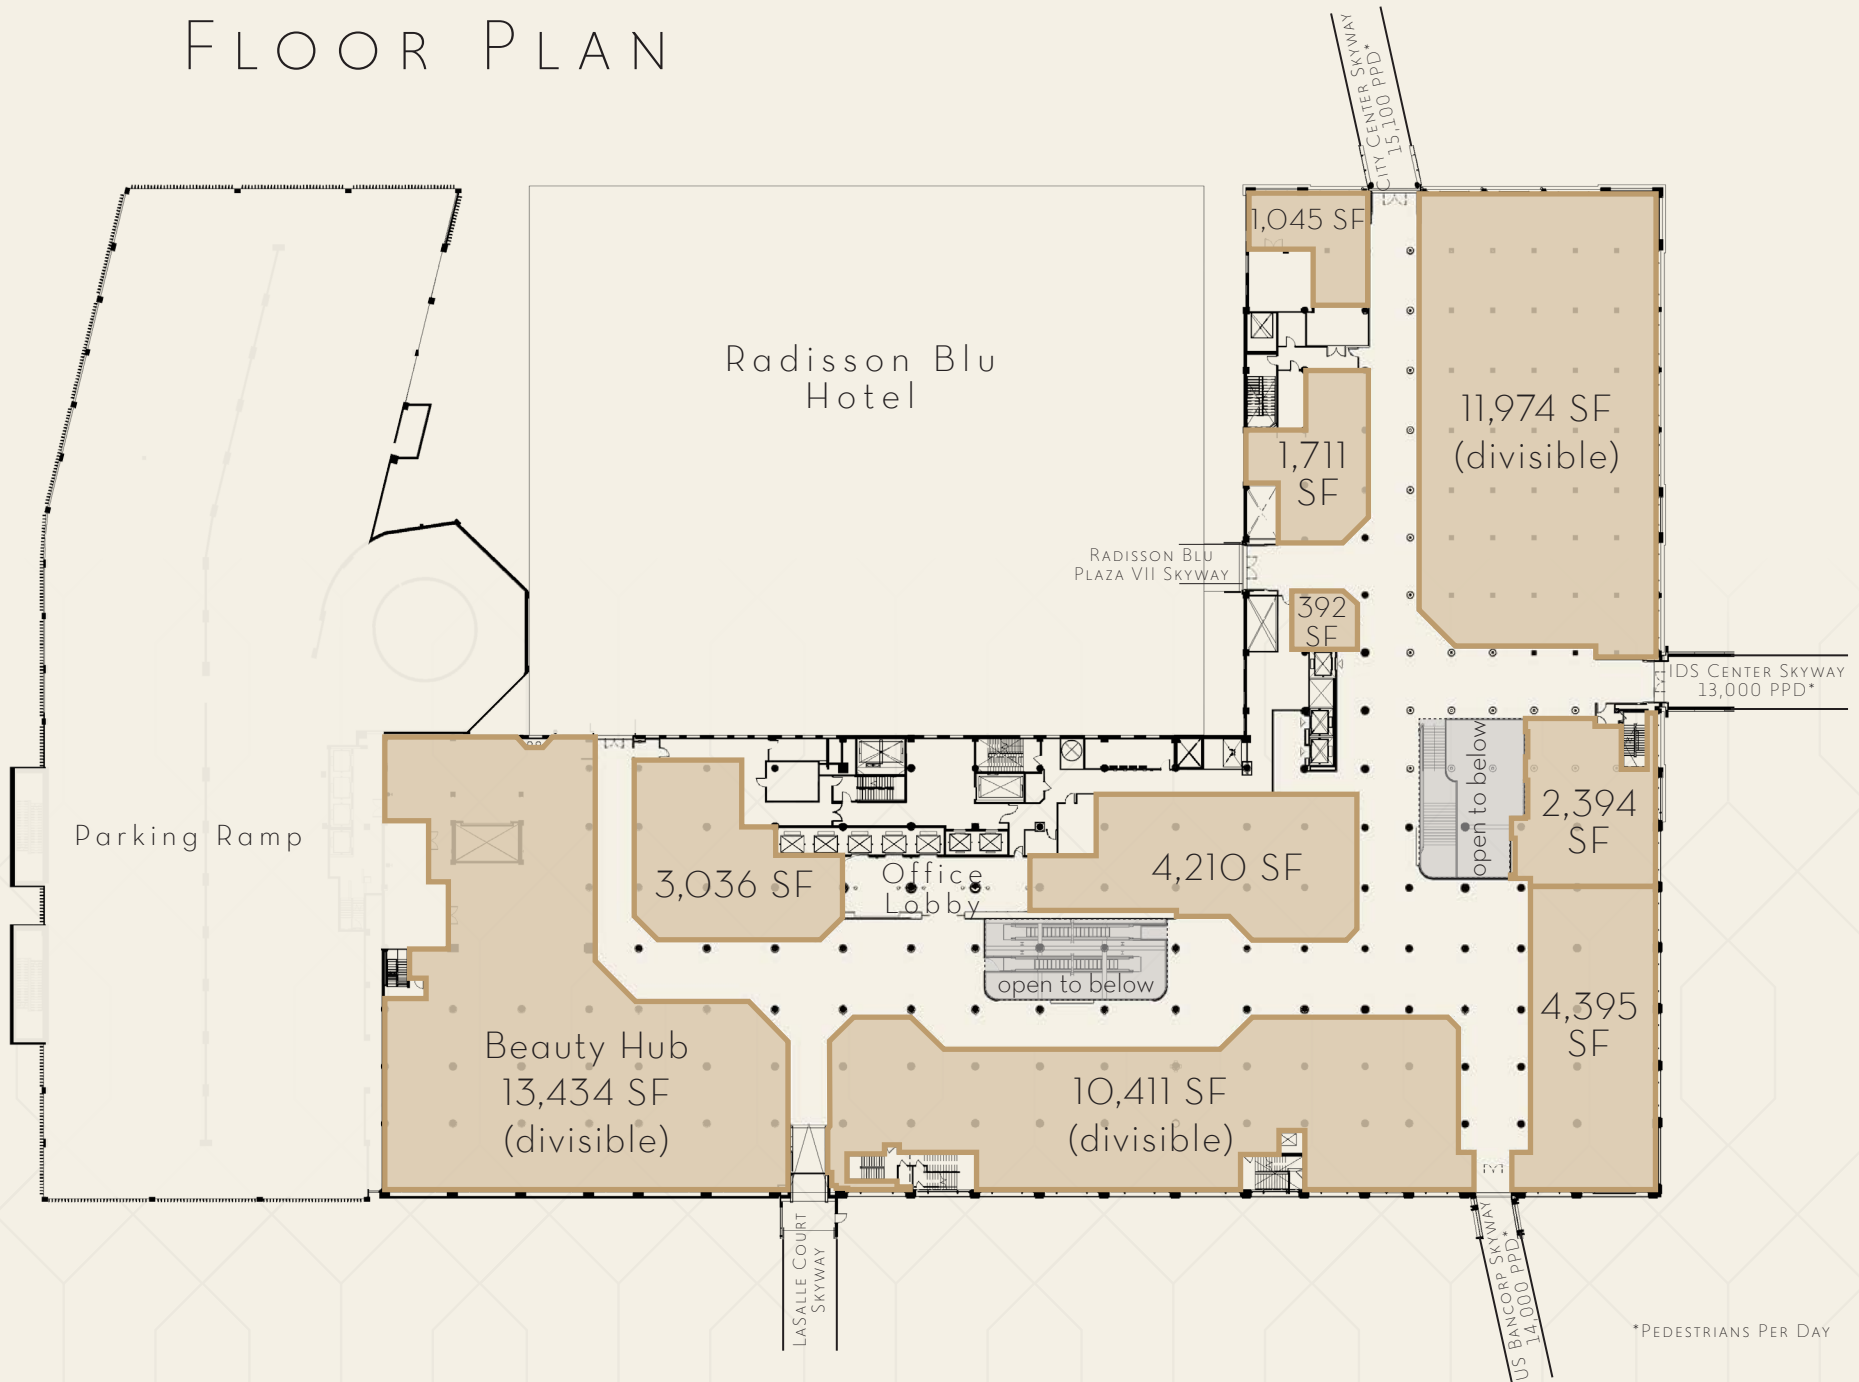 FLOOR PLAN
CITY CENTER SKYWAY
15,100 PPD*
1,045 SF
Radisson Blu
Hotel
11,974 SF
(divisible)
1,711
SF
RADISSON BLU
PLAZA VII SKYWAY
392
SF
IDS CENTER SKYWAY
13,000 PPD*
open to below
2,394
SF
Parking Ramp
3,036 SF
Office
Lobby
4,210 SF
open to below
4,395
SF
Beauty Hub
13,434 SF
(divisible)
10,411 SF
(divisible)
LASALLE COURT
SKYWAY
US BANCORP SKYWAY
14,000 PPD*
*PEDESTRIANS PER DAY